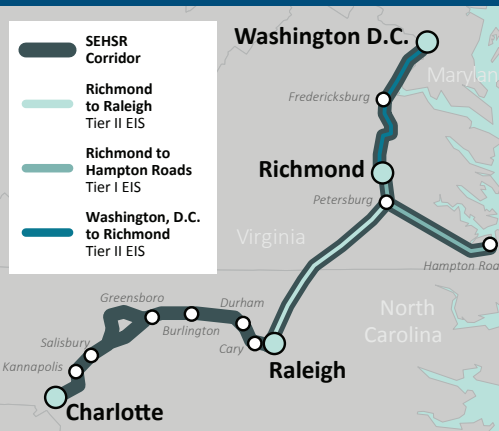 SEHSR
Corridor
Richmond
to Raleigh
Tier II EIS
Richmond to
Hampton Roads
Tier I EIS
Washington, D.C.
to Richmond
Tier II EIS
Washington D.C.
Marylan
Fredericksburg
Richmond
Petersburg
Virginia
Hampton Roa
North
Carolina
Greensboro
Durham
Burlington
Cary
Salisbury
Raleigh
Kannapolis
Charlotte